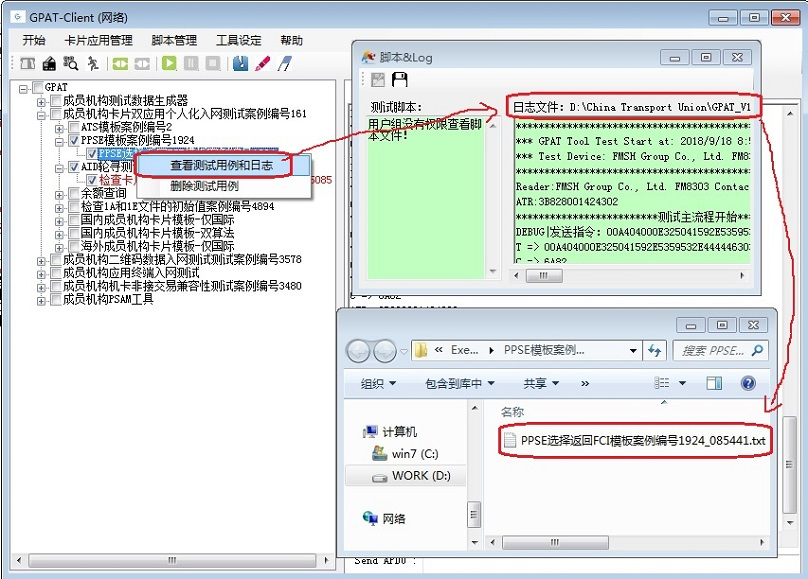 GPAT-Client (网络)
开始 卡片应用管理 脚本管理 工具设定 帮助
GPAT
成员机构测试数据生成器
成员机构卡片双应用个人化入网测试案例编号161
ATS模板案例编号2
PPSE模板案例编号1924
PPSE选
AID轮寻测
检查卡
5085
余额查询
检查1A和1E文件的初始值案例编号4894
国内成员机构卡片模板-仅国际
国内成员机构卡片模板-双算法
海外成员机构卡片模板-仅国际
成员机构二维码数据入网测试测试案例编号3578
成员机构应用终端入网测试
成员机构机卡非接交易兼容性测试案例编号3480
成员机构PSAM工具
查看测试用例和日志
删除测试用例
脚本&Log
测试脚本:
用户组没有权限查看脚
本文件!
日志文件: D:\China Transport Union\GPAT_V1
*** GPAT Tool Test Start at: 2018/9/18 8:5
*** Test Device: FMSH Group Co., Ltd. FM8
Reader:FMSH Group Co., Ltd. FM8303 Contac
ATR:3B828001424302
************************测试主流程开始****
DEBUG|发送指令: 00A404000E325041592E535953
T => 00A404000E325041592E5359532E444446303
C => 6A82
C => 6A82
« Exe... PPSE模板案例...
搜索 PPSE...
组织 包含到库中 共享 »
名称
计算机
win7 (C:)
WORK (D:)
网络
PPSE选择返回FCI模板案例编号1924_085441.txt
Send APDU :